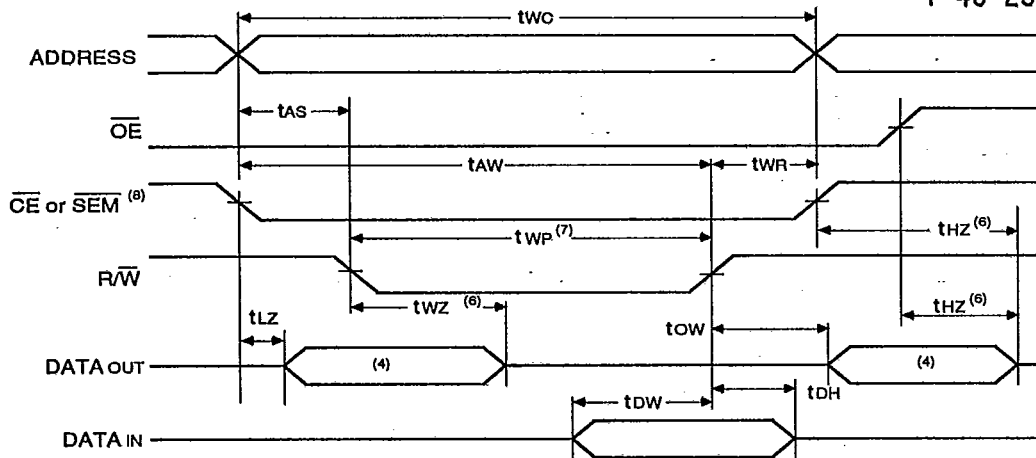 tWC
ADDRESS
tAS
OE
tAW
tWR
CE or SEM (8)
tWP (7)
tHZ (6)
R/W
tWZ (6)
tHZ (6)
tLZ
tOW
DATA OUT
(4)
(4)
tDW
tDH
DATA IN